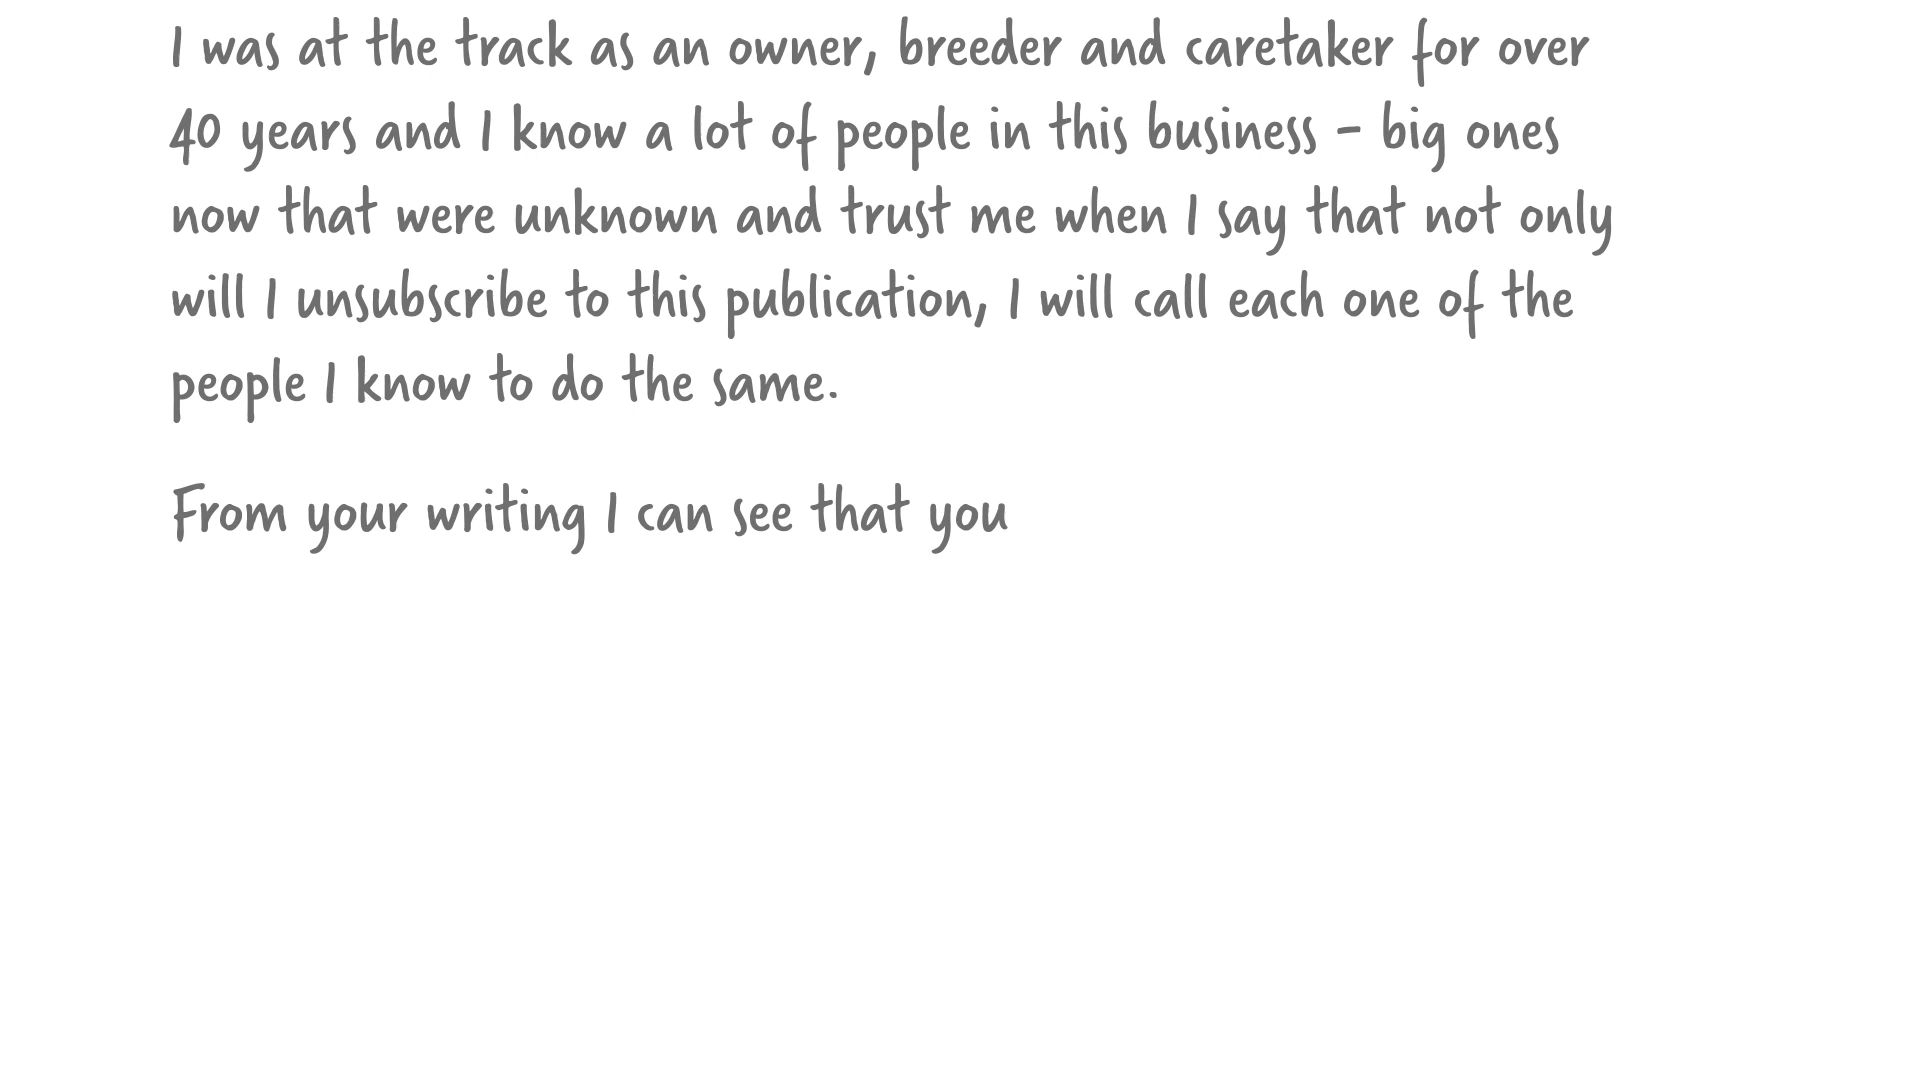 I was at the track as an owner, breeder and caretaker for over
40 years and I know a lot of people in this business - big ones
now that were unknown and trust me when I say that not only
will I unsubscribe to this publication, I will call each one of the
people I know to do the same.
From your writing I can see that you